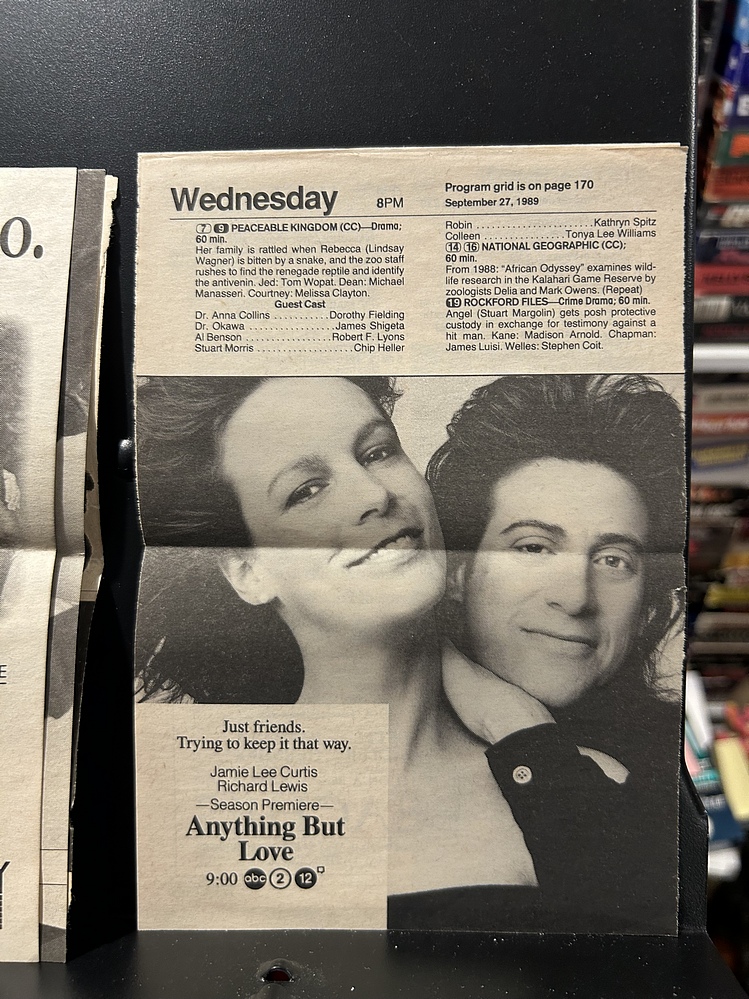 o.
E
Y
Wednesday 8PM
Program grid is on page 170
September 27, 1989
7 9 PEACEABLE KINGDOM (CC)—Drama;
60 min.
Her family is rattled when Rebecca (Lindsay
Wagner) is bitten by a snake, and the zoo staff
rushes to find the renegade reptile and identify
the antivenin. Jed: Tom Wopat. Dean: Michael
Manasseri. Courtney: Melissa Clayton.
Guest Cast
Dr. Anna Collins ...........Dorothy Fielding
Dr. Okawa .................James Shigeta
Al Benson .................Robert F. Lyons
Stuart Morris ...................Chip Heller
Robin .........................Kathryn Spitz
Colleen .................Tonya Lee Williams
14 16 NATIONAL GEOGRAPHIC (CC);
60 min.
From 1988: "African Odyssey" examines wild-
life research in the Kalahari Game Reserve by
zoologists Delia and Mark Owens. (Repeat)
19 ROCKFORD FILES—Crime Drama; 60 min.
Angel (Stuart Margolin) gets posh protective
custody in exchange for testimony against a
hit man. Kane: Madison Arnold. Chapman:
James Luisi. Welles: Stephen Coit.
Just friends.
Trying to keep it that way.
Jamie Lee Curtis
Richard Lewis
—Season Premiere—
Anything But
Love
9:00 abc 2 12